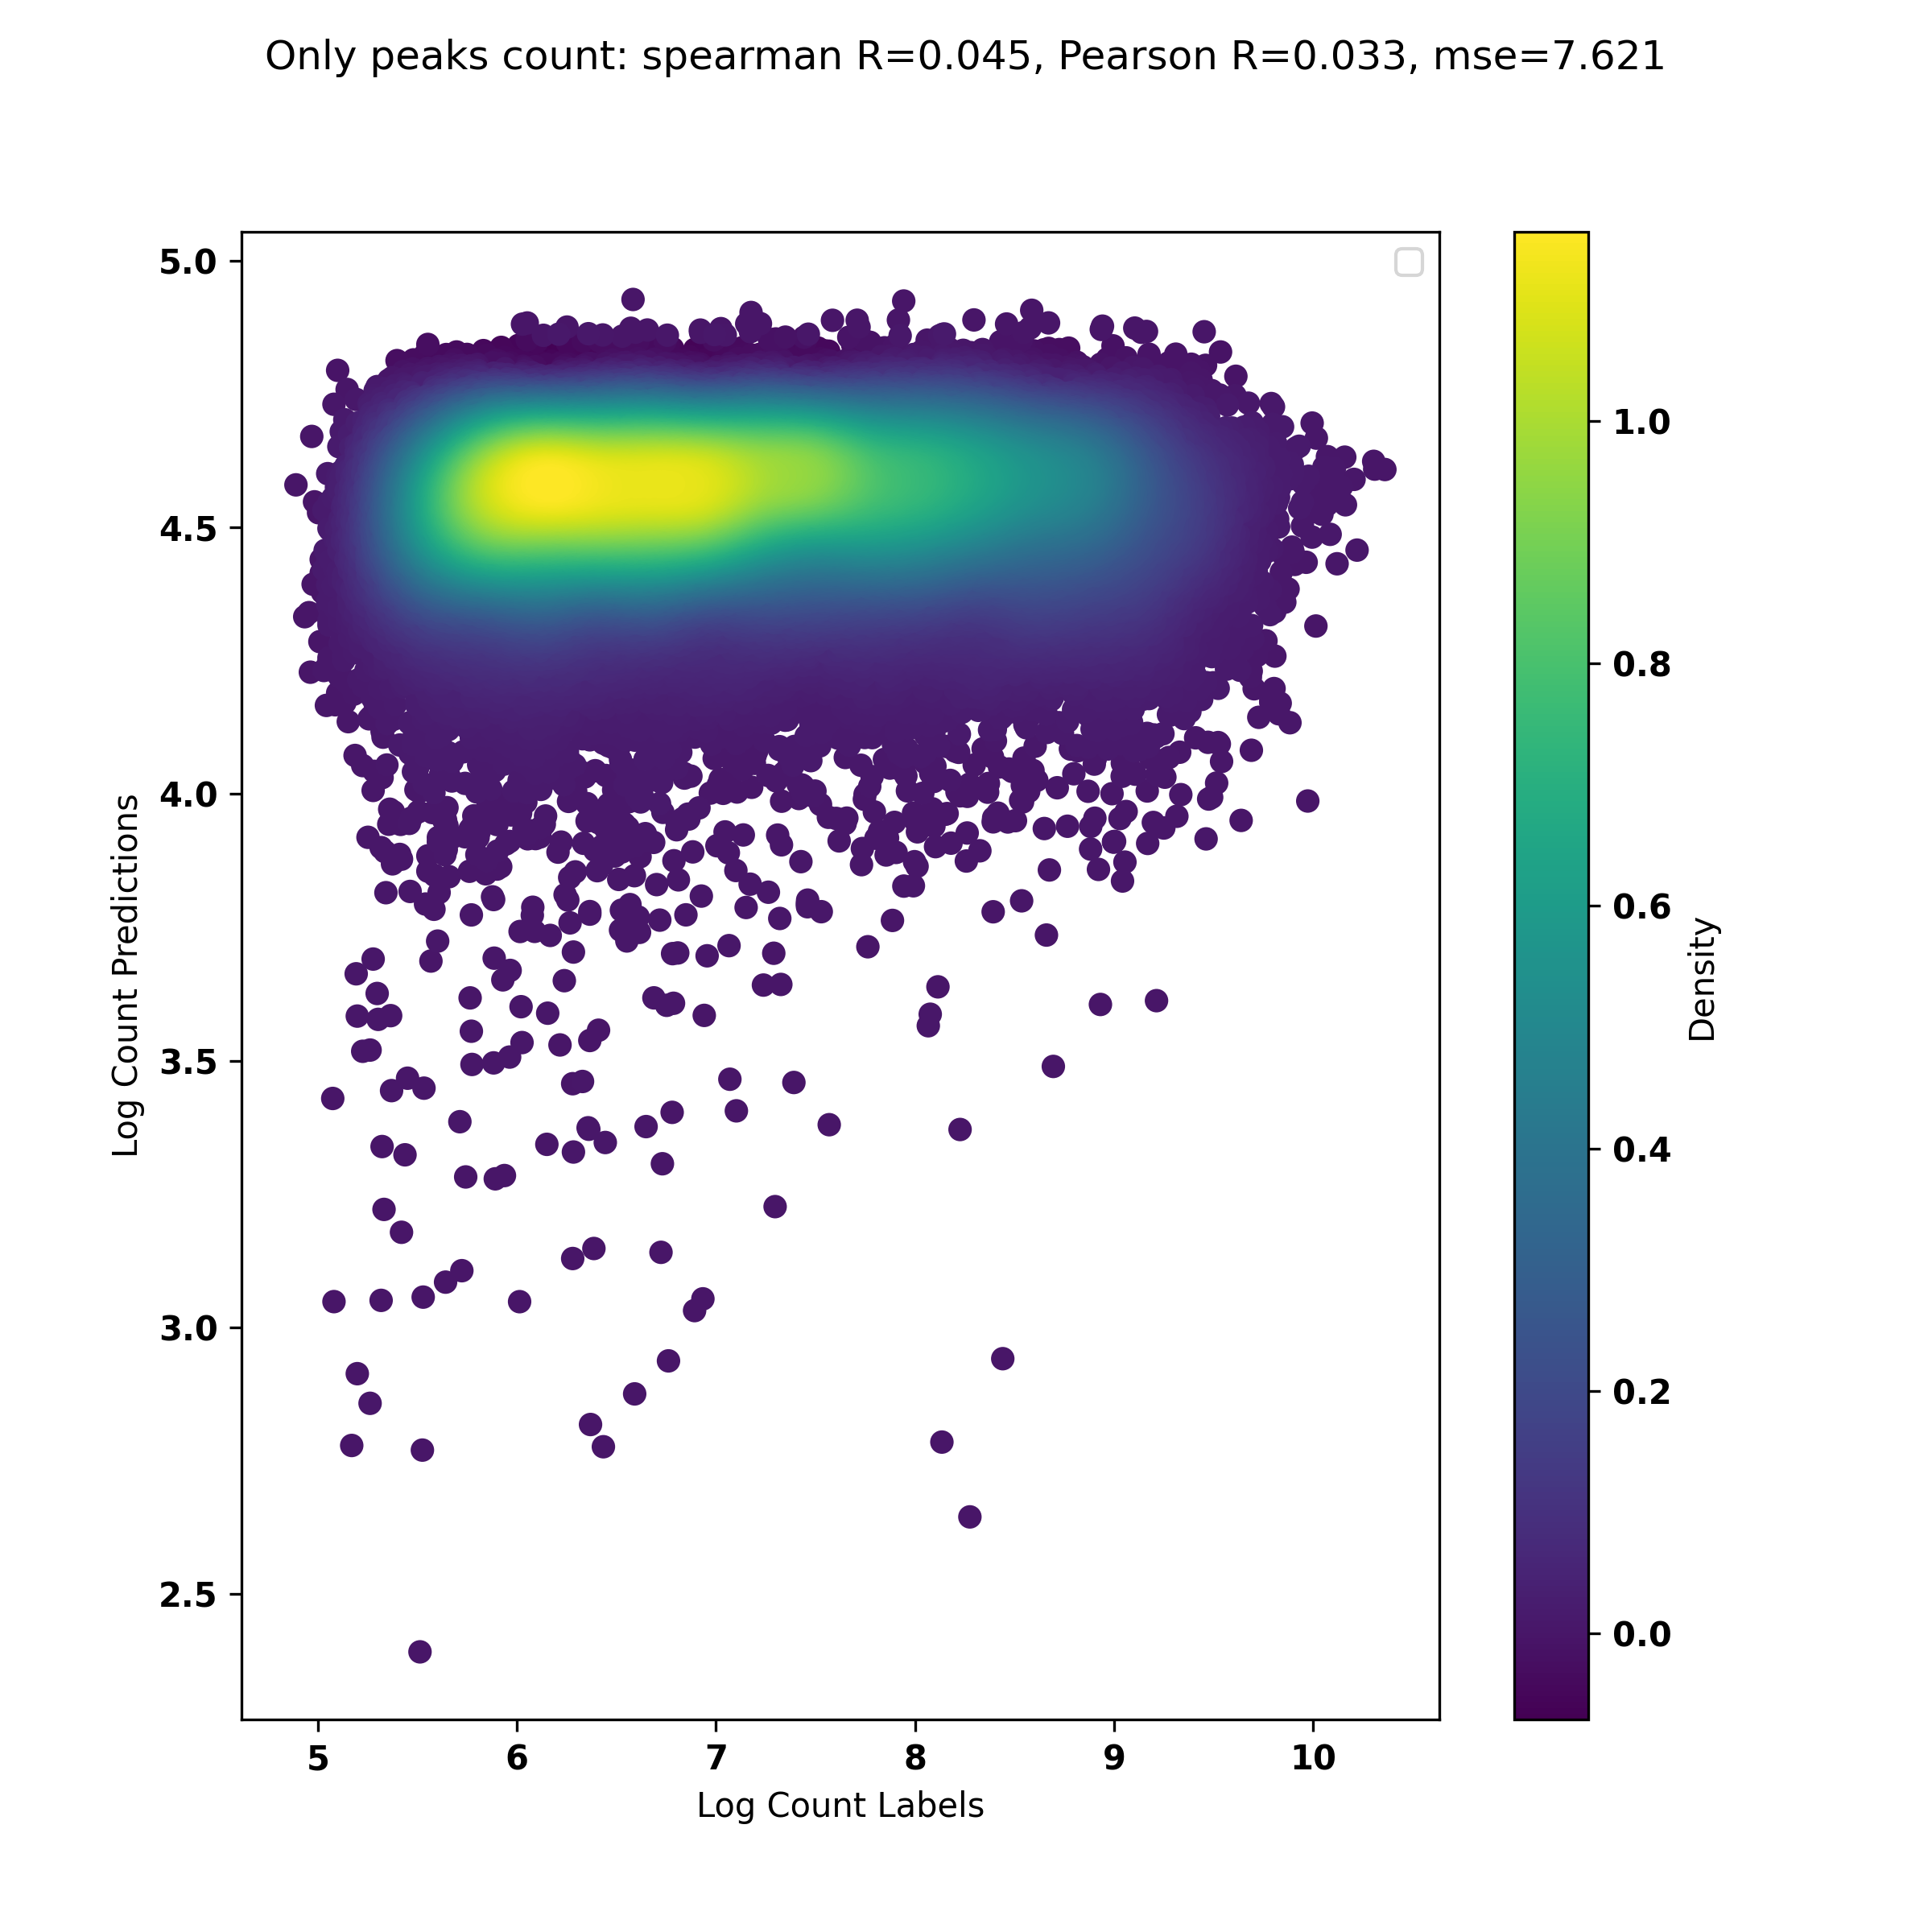 Only peaks count: spearman R=0.045, Pearson R=0.033, mse=7.621
5.0
4.5
4.0
3.5
3.0
2.5
Log Count Predictions
5 6 7 8 9 10
Log Count Labels
1.0
0.8
0.6
0.4
0.2
0.0
Density